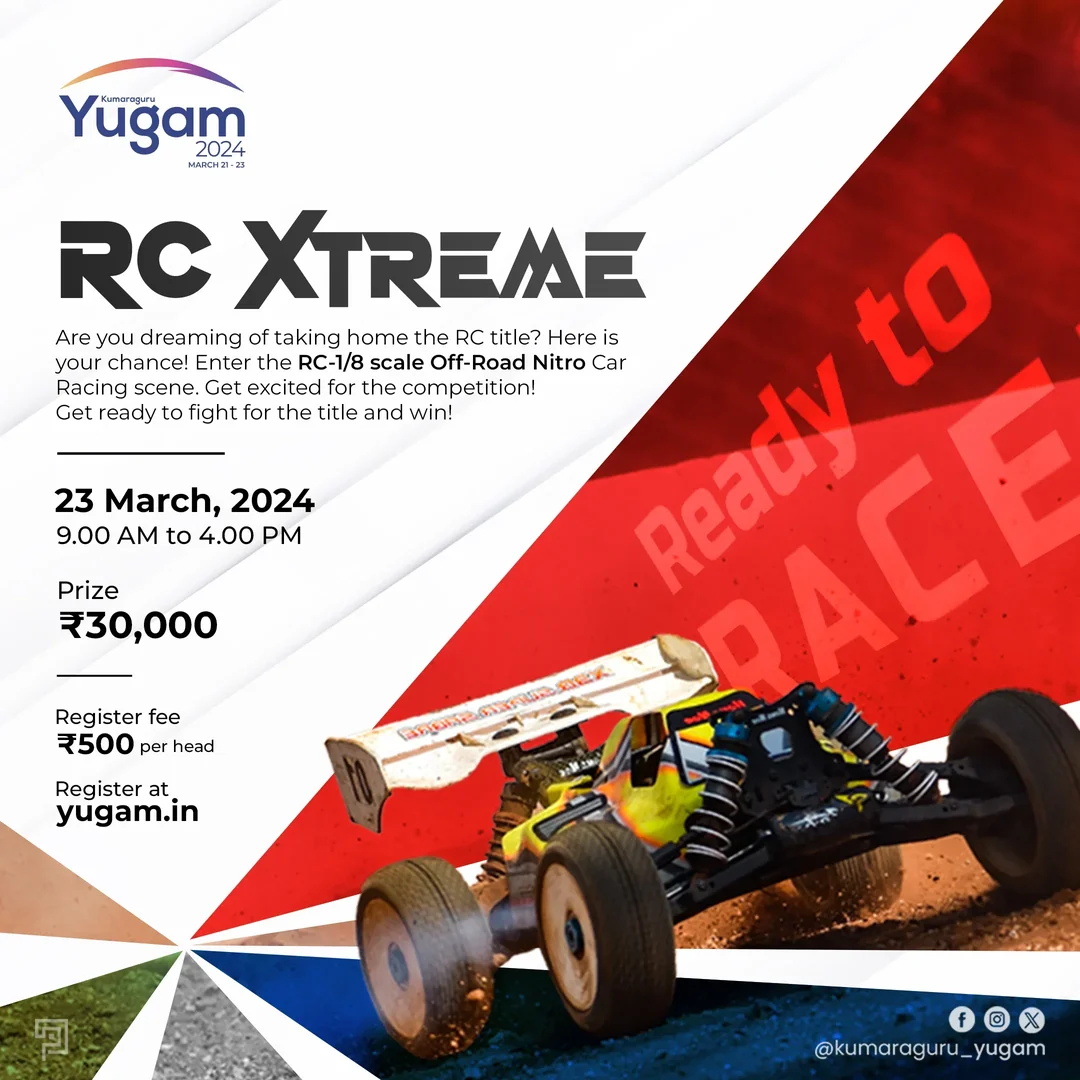 Kumaraguru
Yugam
2024
MARCH 21 - 23
RC XTREME
Are you dreaming of taking home the RC title? Here is
your chance! Enter the RC-1/8 scale Off-Road Nitro Car
Racing scene. Get excited for the competition!
Get ready to fight for the title and win!
23 March, 2024
9.00 AM to 4.00 PM
Prize
₹30,000
Register fee
₹500 per head
Register at
yugam.in
Ready to
RACE
@kumaraguru_yugam